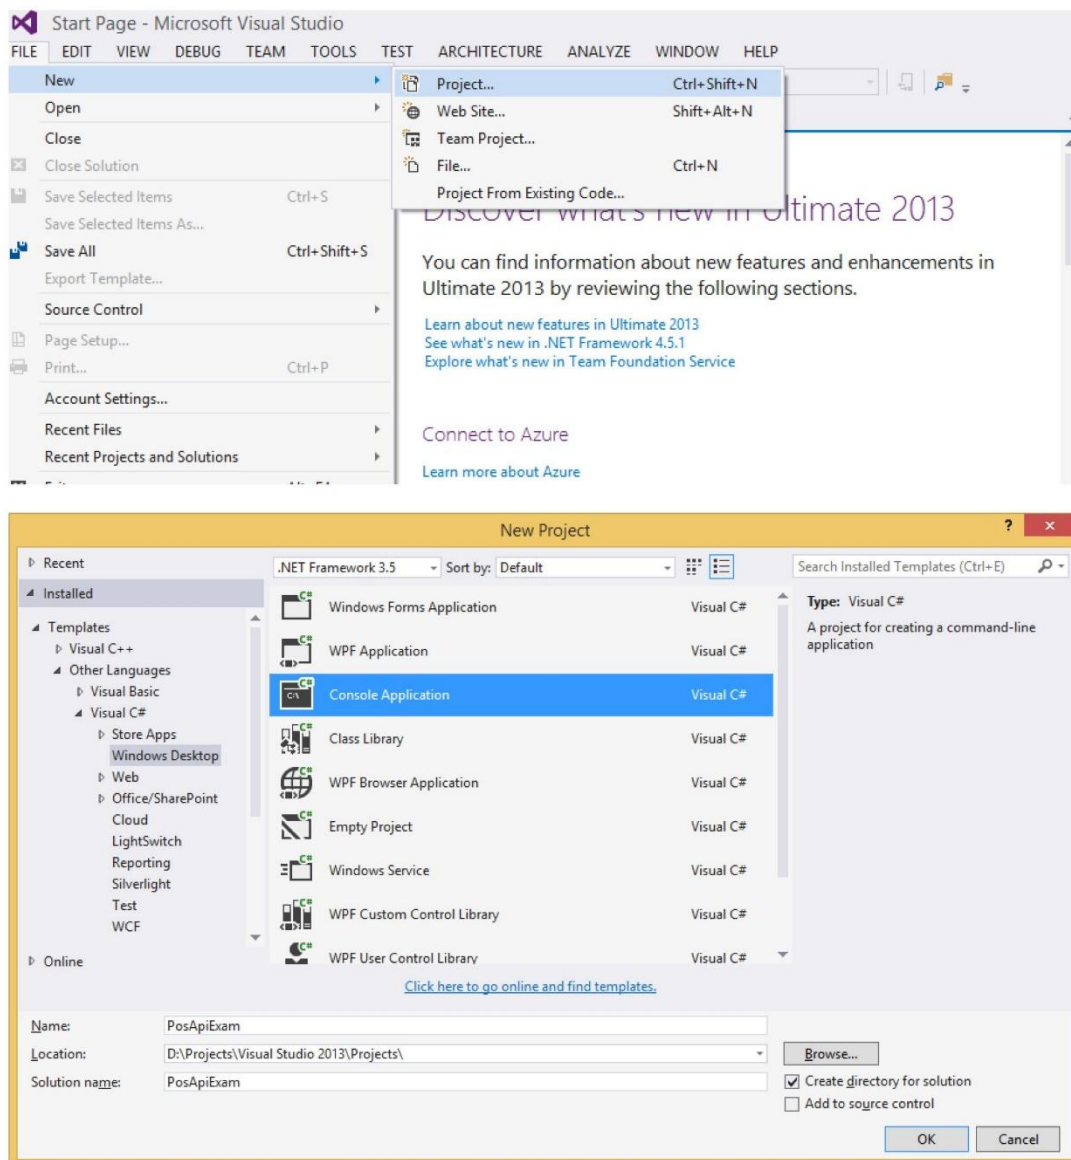 Start Page - Microsoft Visual Studio
FILE EDIT VIEW DEBUG TEAM TOOLS TEST ARCHITECTURE ANALYZE WINDOW HELP
New
Open
Close
Close Solution
Save Selected Items Ctrl+S
Save Selected Items As...
Save All Ctrl+Shift+S
Export Template...
Source Control
Page Setup...
Print... Ctrl+P
Account Settings...
Recent Files
Recent Projects and Solutions
Project... Ctrl+Shift+N
Web Site... Shift+Alt+N
Team Project...
File... Ctrl+N
Project From Existing Code...
Discover what's new in Ultimate 2013
You can find information about new features and enhancements in
Ultimate 2013 by reviewing the following sections.
Learn about new features in Ultimate 2013
See what's new in .NET Framework 4.5.1
Explore what's new in Team Foundation Service
Connect to Azure
Learn more about Azure
New Project
Recent
Installed
Templates
Visual C++
Other Languages
Visual Basic
Visual C#
Store Apps
Windows Desktop
Web
Office/SharePoint
Cloud
LightSwitch
Reporting
Silverlight
Test
WCF
Online
.NET Framework 3.5 Sort by: Default
Windows Forms Application Visual C#
WPF Application Visual C#
Console Application Visual C#
Class Library Visual C#
WPF Browser Application Visual C#
Empty Project Visual C#
Windows Service Visual C#
WPF Custom Control Library Visual C#
WPF User Control Library Visual C#
Click here to go online and find templates.
Search Installed Templates (Ctrl+E)
Type: Visual C#
A project for creating a command-line
application
Name: PosApiExam
Location: D:\Projects\Visual Studio 2013\Projects\
Solution name: PosApiExam
Browse...
Create directory for solution
Add to source control
OK Cancel